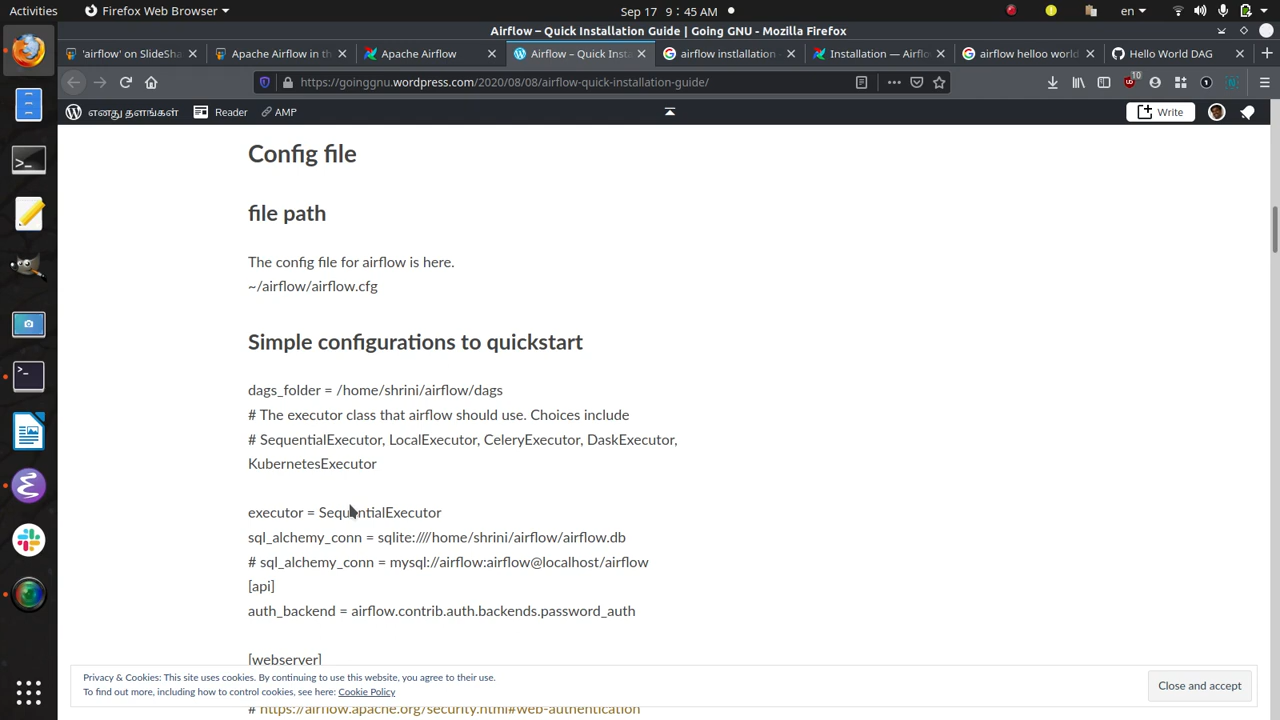 Activities
Firefox Web Browser
Sep 17 9:45 AM
en
Airflow – Quick Installation Guide | Going GNU - Mozilla Firefox
'airflow' on SlideSha
Apache Airflow in th
Apache Airflow
Airflow – Quick Insta
airflow installation
Installation — Airflow
airflow helloo world
Hello World DAG
https://goinggnu.wordpress.com/2020/08/08/airflow-quick-installation-guide/
10
எனது தளங்கள்
Reader
AMP
Write
Config file
file path
The config file for airflow is here.
~/airflow/airflow.cfg
Simple configurations to quickstart
dags_folder = /home/shrini/airflow/dags
# The executor class that airflow should use. Choices include
# SequentialExecutor, LocalExecutor, CeleryExecutor, DaskExecutor,
KubernetesExecutor
executor = SequentialExecutor
sql_alchemy_conn = sqlite:////home/shrini/airflow/airflow.db
# sql_alchemy_conn = mysql://airflow:airflow@localhost/airflow
[api]
auth_backend = airflow.contrib.auth.backends.password_auth
[webserver]
Privacy & Cookies: This site uses cookies. By continuing to use this website, you agree to their use.
To find out more, including how to control cookies, see here: Cookie Policy
Close and accept
# https://airflow.apache.org/security.html#web-authentication